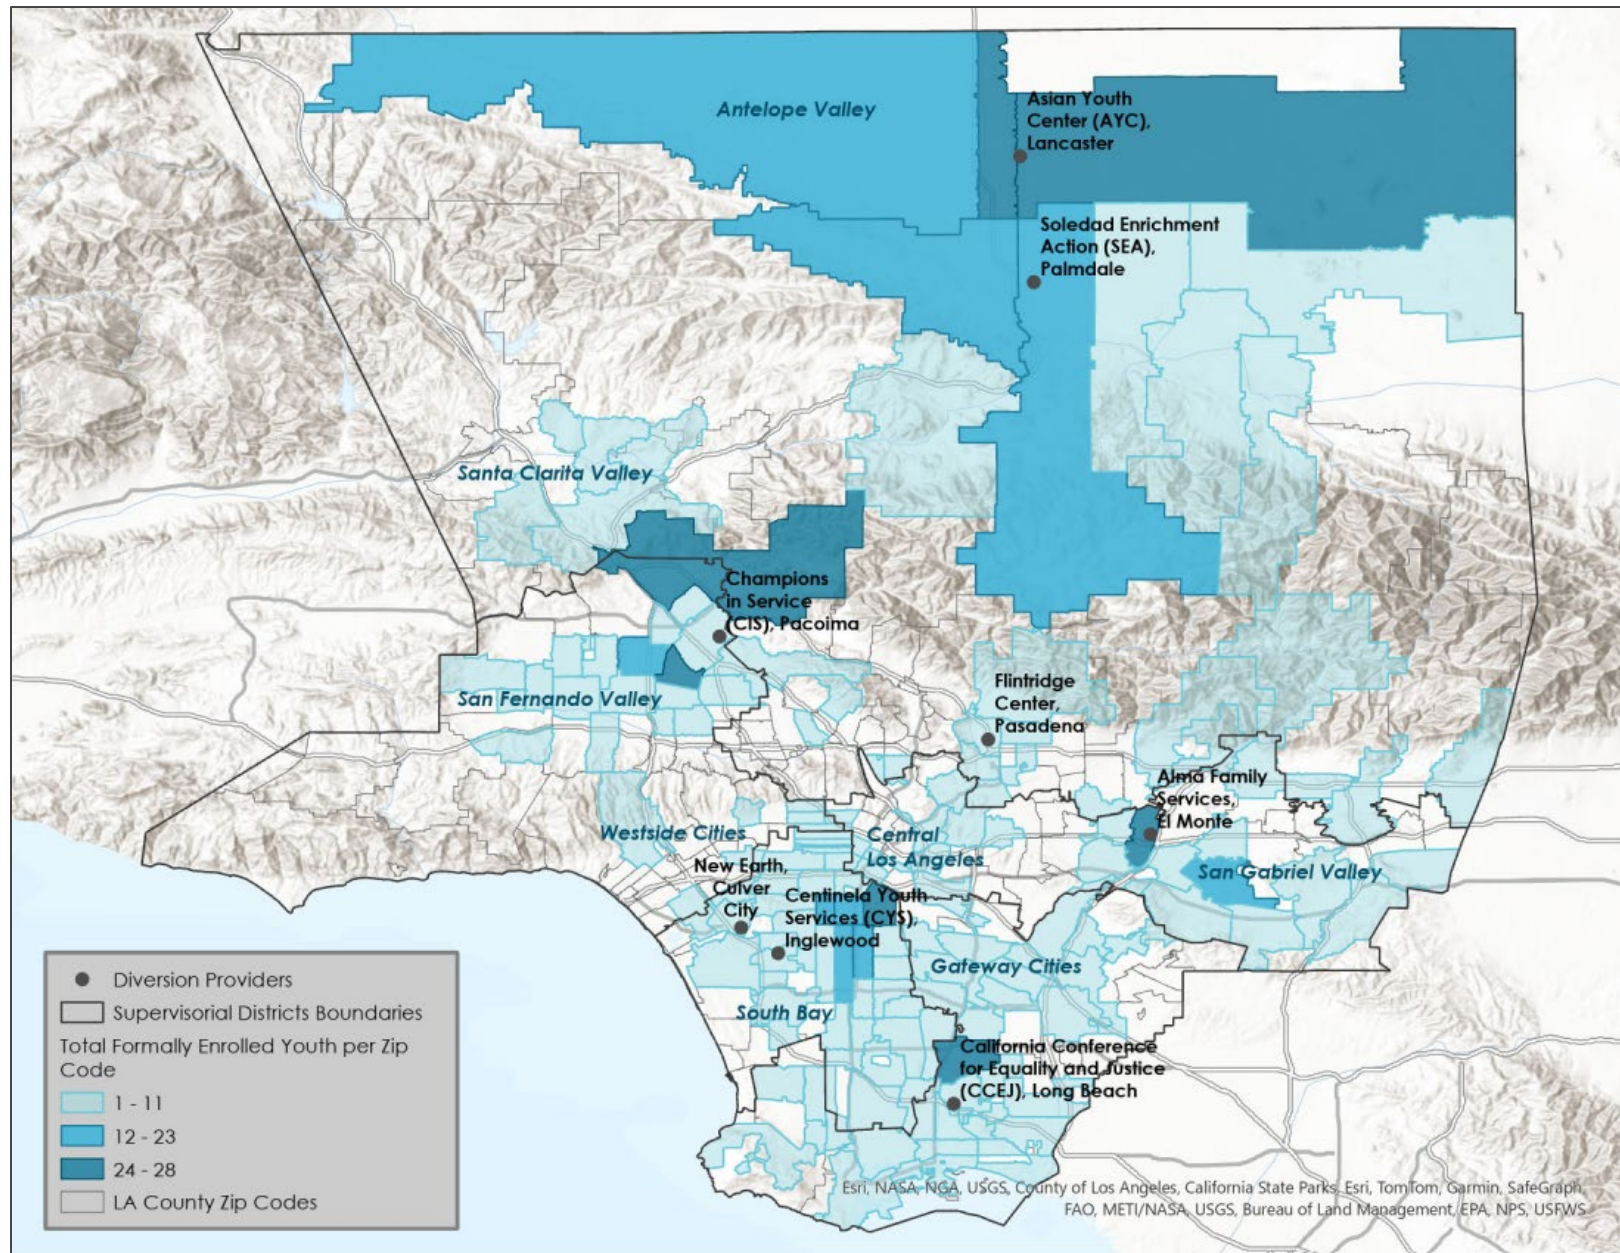 Antelope Valley
Asian Youth
Center (AYC),
Lancaster
Soledad Enrichment
Action (SEA),
Palmdale
Santa Clarita Valley
Champions
in Service
(CIS), Pacoima
San Fernando Valley
Flintridge
Center,
Pasadena
Alma Family
Services,
El Monte
Westside Cities
Central
Los Angeles
San Gabriel Valley
New Earth,
Culver
City
Centinela Youth
Services (CYS),
Inglewood
Gateway Cities
South Bay
California Conference
for Equality and Justice
(CCEJ), Long Beach
Diversion Providers
Supervisorial Districts Boundaries
Total Formally Enrolled Youth per Zip
Code
1 - 11
12 - 23
24 - 28
LA County Zip Codes
Esri, NASA, NGA, USGS, County of Los Angeles, California State Parks, Esri, TomTom, Garmin, SafeGraph,
FAO, METI/NASA, USGS, Bureau of Land Management, EPA, NPS, USFWS